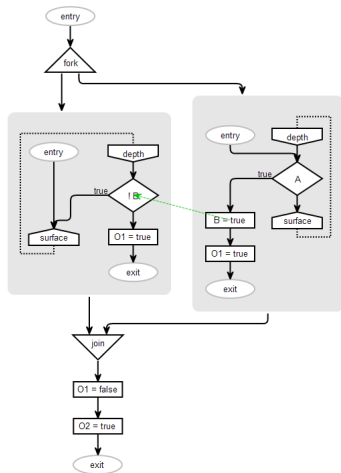 entry
fork
entry
depth
true
! B
surface
O1 = true
exit
entry
depth
true
A
B = true
surface
O1 = true
exit
join
O1 = false
O2 = true
exit